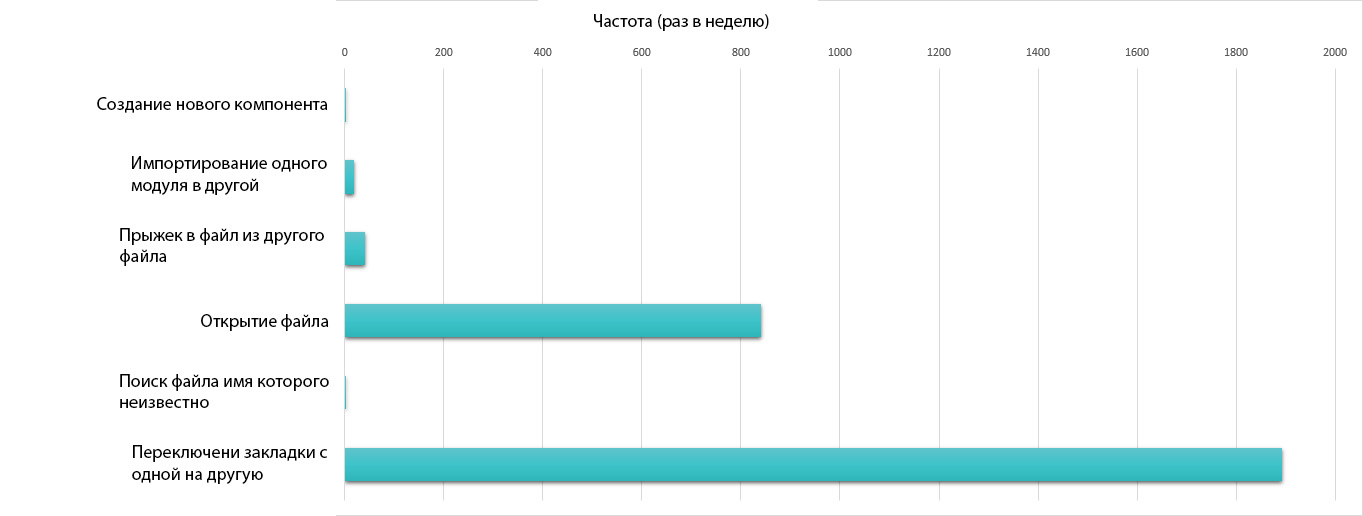 Частота (раз в неделю)
0 200 400 600 800 1000 1200 1400 1600 1800 2000
Создание нового компонента
Импортирование одного
модуля в другой
Прыжек в файл из другого
файла
Открытие файла
Поиск файла имя которого
неизвестно
Переключени закладки с
одной на другую